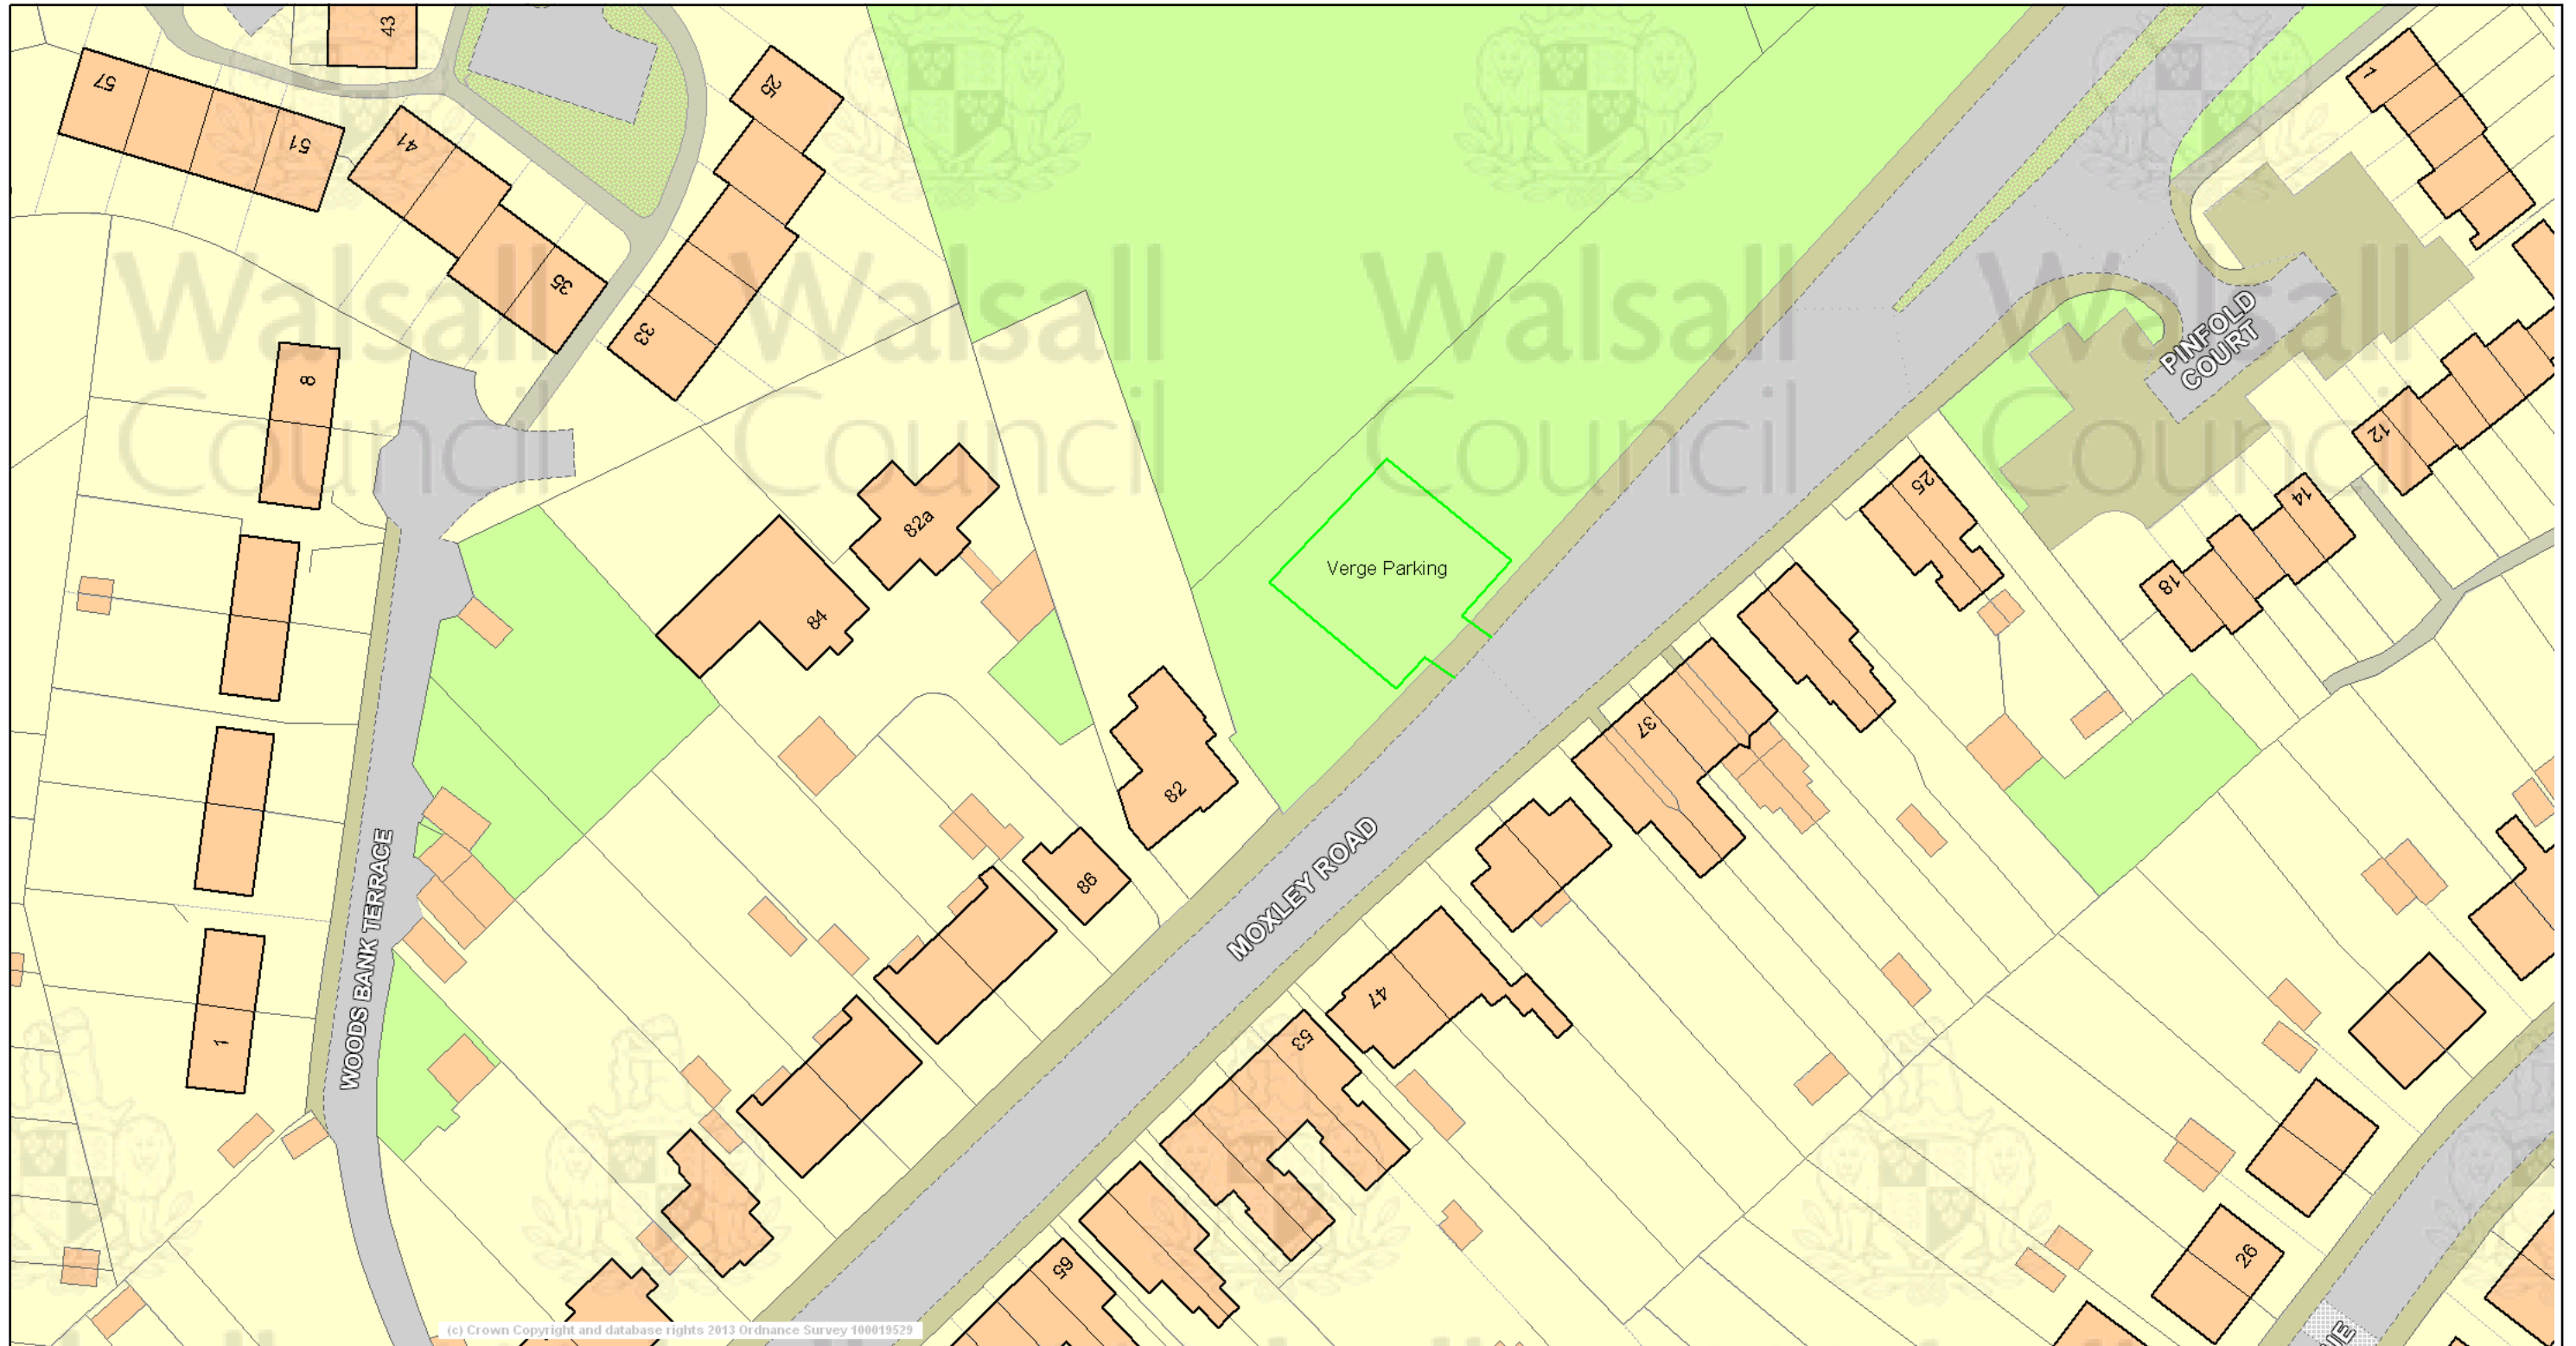 43
57
51
41
25
35
33
1
PINFOLD
COURT
12
14
18
25
8
82a
84
Verge Parking
37
82
86
MOXLEY ROAD
WOODS BANK TERRACE
47
53
1
65
26
Walsall
Council
Walsall
Council
Walsall
Council
Walsall
Council
(c) Crown Copyright and database rights 2013 Ordnance Survey 100019529